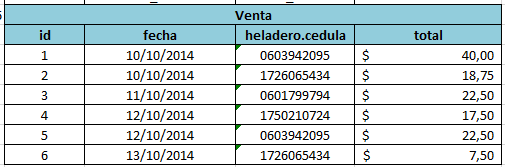 Venta
id fecha heladero.cedula total
1 10/10/2014 0603942095 $ 40,00
2 10/10/2014 1726065434 $ 18,75
3 11/10/2014 0601799794 $ 22,50
4 12/10/2014 1750210724 $ 17,50
5 12/10/2014 0603942095 $ 22,50
6 13/10/2014 1726065434 $ 7,50